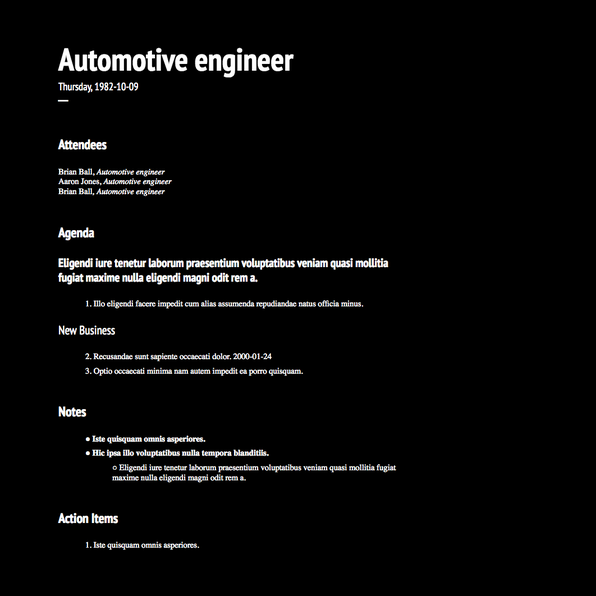 Automotive engineer
Thursday, 1982-10-09
—
Attendees
Brian Ball, Automotive engineer
Aaron Jones, Automotive engineer
Brian Ball, Automotive engineer
Agenda
Eligendi iure tenetur laborum praesentium voluptatibus veniam quasi mollitia
fugiat maxime nulla eligendi magni odit rem a.
1. Illo eligendi facere impedit cum alias assumenda repudiandae natus officia minus.
New Business
2. Recusandae sunt sapiente occaecati dolor. 2000-01-24
3. Optio occaecati minima nam autem impedit ea porro quisquam.
Notes
● Iste quisquam omnis asperiores.
● Hic ipsa illo voluptatibus nulla tempora blanditiis.
○ Eligendi iure tenetur laborum praesentium voluptatibus veniam quasi mollitia fugiat
maxime nulla eligendi magni odit rem a.
Action Items
1. Iste quisquam omnis asperiores.